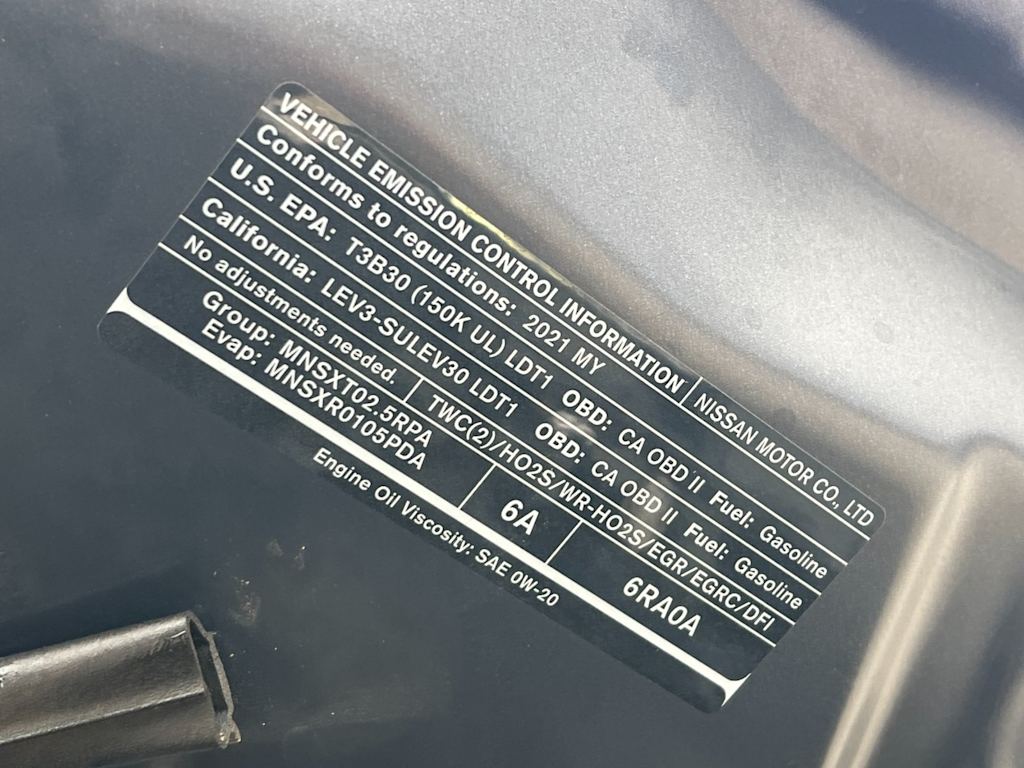 VEHICLE EMISSION CONTROL INFORMATION NISSAN MOTOR CO., LTD
Conforms to regulations: 2021 MY
U.S. EPA: T3B30 (150K UL) LDT1 OBD: CA OBD II Fuel: Gasoline
California: LEV3-SULEV30 LDT1 OBD: CA OBD II Fuel: Gasoline
No adjustments needed. TWC(2)/HO2S/WR-HO2S/EGR/EGRC/DFI
Group: MNSXT02.5RPA
Evap: MNSXR0105PDA 6A 6RA0A
Engine Oil Viscosity: SAE 0W-20